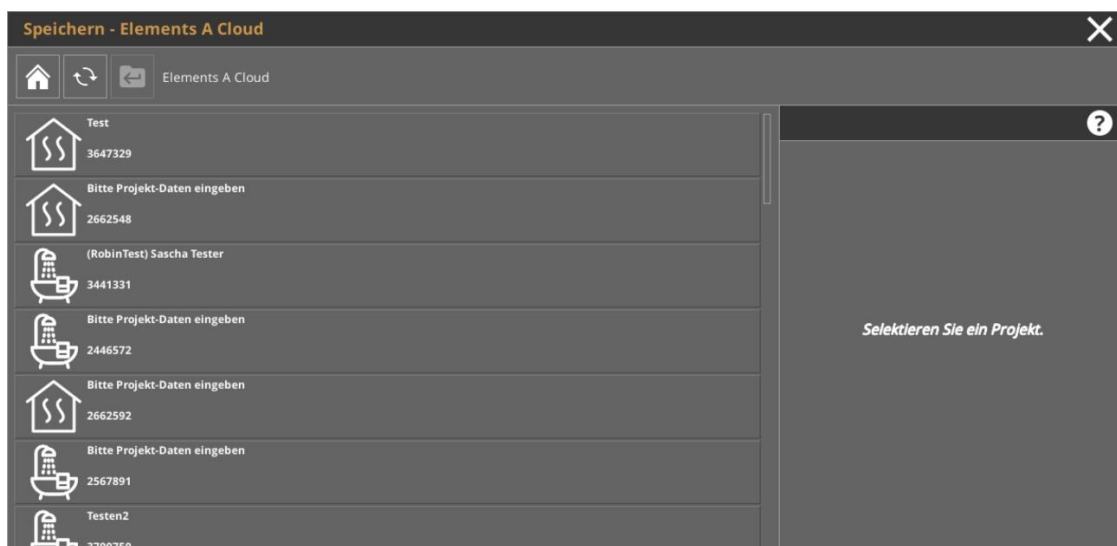 Speichern - Elements A Cloud
Elements A Cloud
Test
3647329
Bitte Projekt-Daten eingeben
2662548
(RobinTest) Sascha Tester
3441331
Bitte Projekt-Daten eingeben
2446572
Bitte Projekt-Daten eingeben
2662592
Bitte Projekt-Daten eingeben
2567891
Testen2
?
Selektieren Sie ein Projekt.